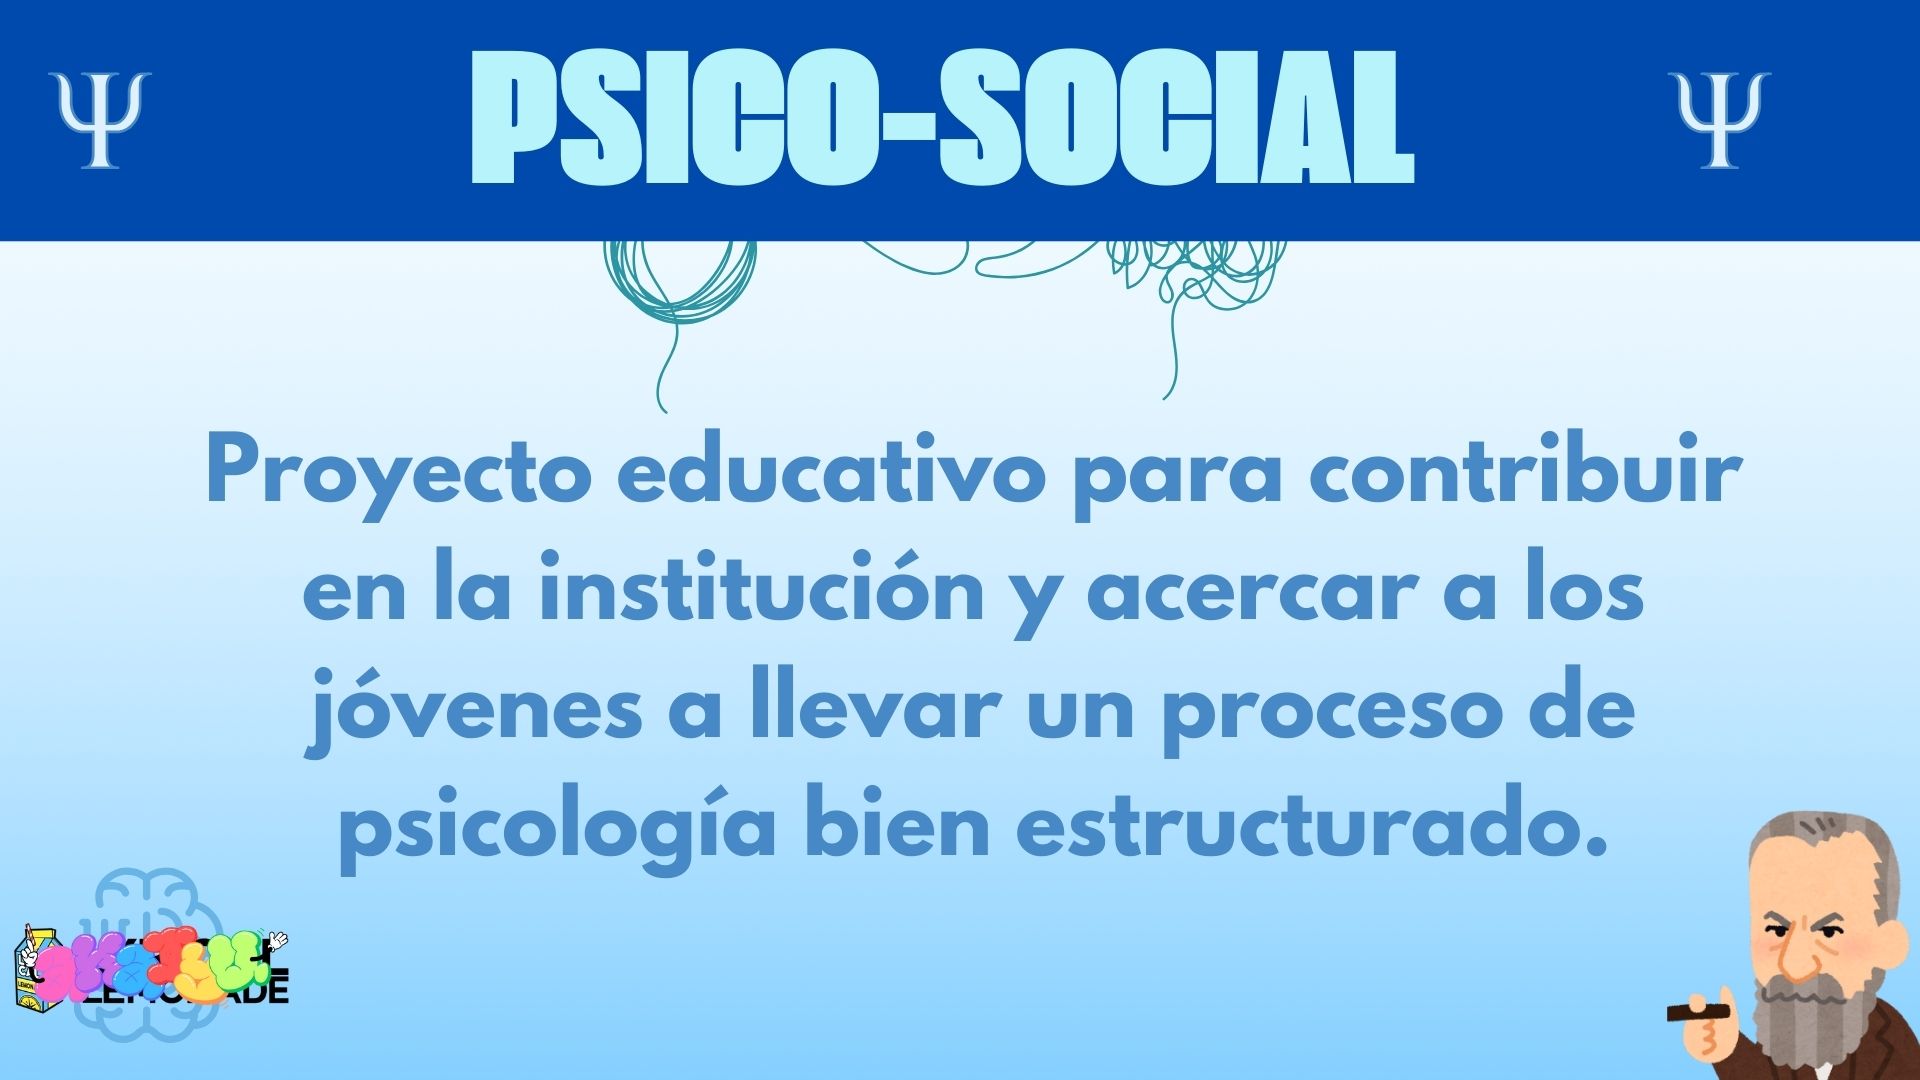 Ψ PSICO-SOCIAL Ψ
Proyecto educativo para contribuir
en la institución y acercar a los
jóvenes a llevar un proceso de
psicología bien estructurado.